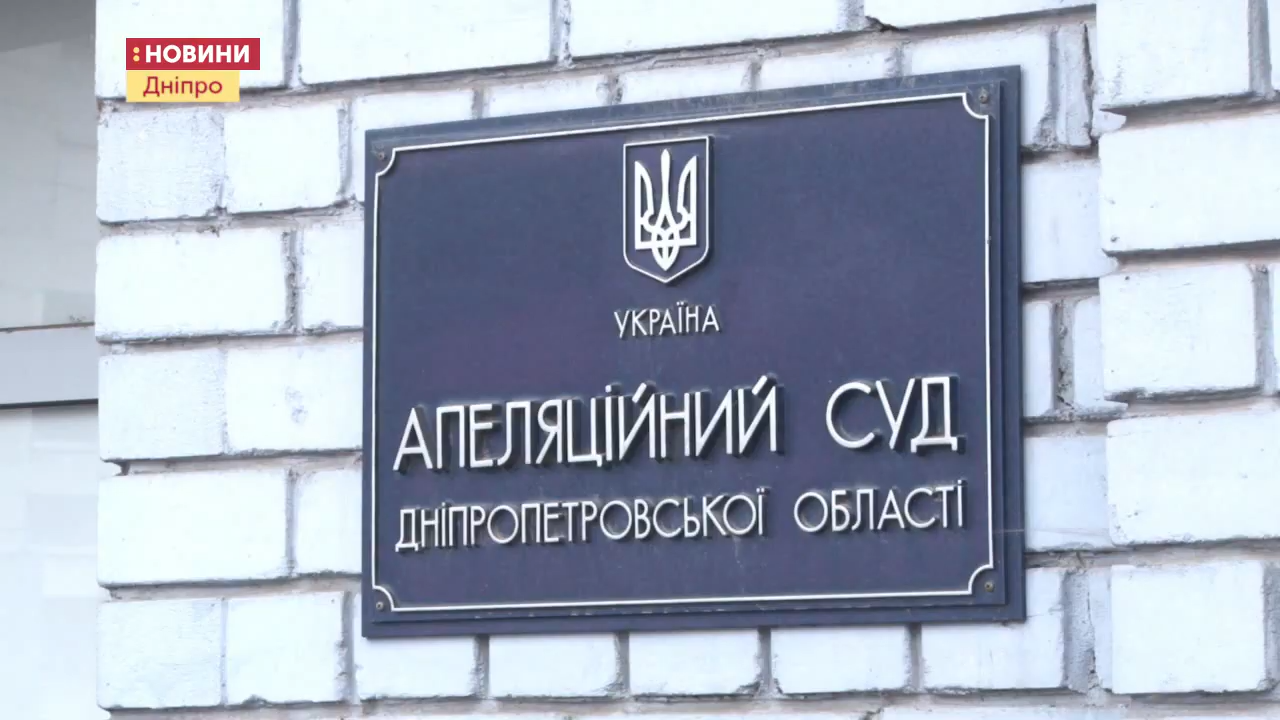 :НОВИНИ
Дніпро
УКРАЇНА
АПЕЛЯЦІЙНИЙ СУД
ДНІПРОПЕТРОВСЬКОЇ ОБЛАСТІ